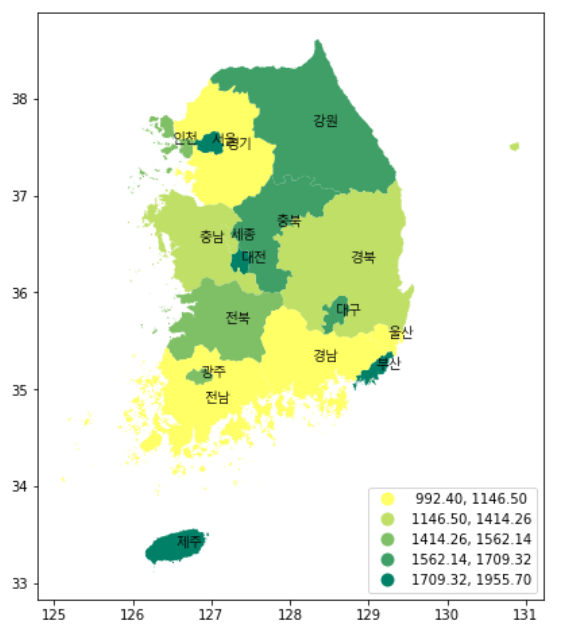 38
37
36
35
34
33
강원
인천
서울
경기
충북
세종
충남
대전
경북
대구
전북
울산
경남
부산
광주
전남
제주
992.40, 1146.50
1146.50, 1414.26
1414.26, 1562.14
1562.14, 1709.32
1709.32, 1955.70
125 126 127 128 129 130 131